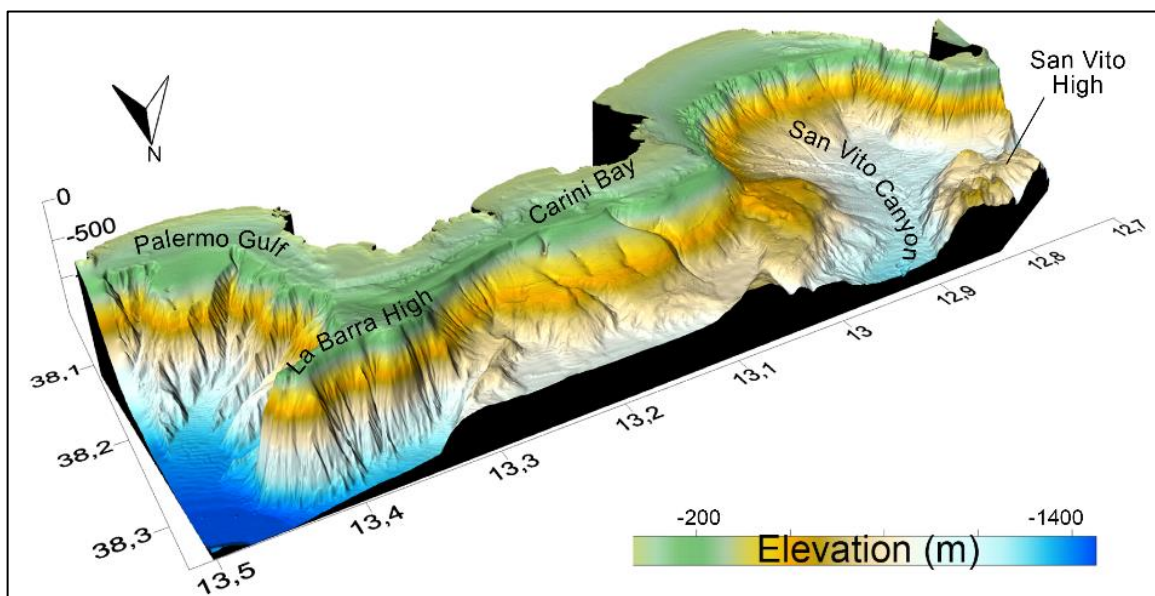 San Vito
High
N
0
-500
San Vito Canyon
Carini Bay
Palermo Gulf
La Barra High
12,7
12,8
12,9
13
13,1
13,2
13,3
13,4
13,5
38,1
38,2
38,3
-200
-1400
Elevation (m)